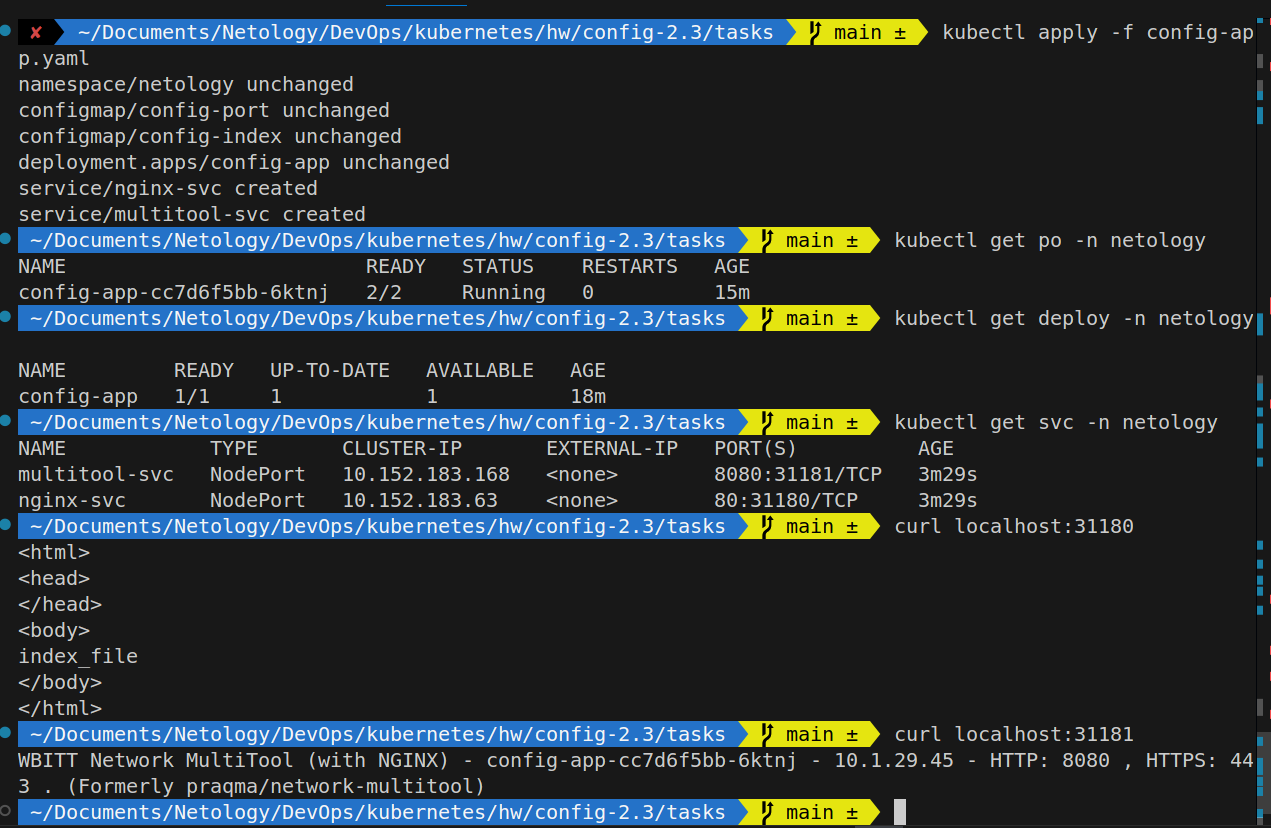 ✘ ~/Documents/Netology/DevOps/kubernetes/hw/config-2.3/tasks main ± kubectl apply -f config-ap
p.yaml
namespace/netology unchanged
configmap/config-port unchanged
configmap/config-index unchanged
deployment.apps/config-app unchanged
service/nginx-svc created
service/multitool-svc created
~/Documents/Netology/DevOps/kubernetes/hw/config-2.3/tasks main ± kubectl get po -n netology
NAME READY STATUS RESTARTS AGE
config-app-cc7d6f5bb-6ktnj 2/2 Running 0 15m
~/Documents/Netology/DevOps/kubernetes/hw/config-2.3/tasks main ± kubectl get deploy -n netology
NAME READY UP-TO-DATE AVAILABLE AGE
config-app 1/1 1 1 18m
~/Documents/Netology/DevOps/kubernetes/hw/config-2.3/tasks main ± kubectl get svc -n netology
NAME TYPE CLUSTER-IP EXTERNAL-IP PORT(S) AGE
multitool-svc NodePort 10.152.183.168 <none> 8080:31181/TCP 3m29s
nginx-svc NodePort 10.152.183.63 <none> 80:31180/TCP 3m29s
~/Documents/Netology/DevOps/kubernetes/hw/config-2.3/tasks main ± curl localhost:31180
<html>
<head>
</head>
<body>
index_file
</body>
</html>
~/Documents/Netology/DevOps/kubernetes/hw/config-2.3/tasks main ± curl localhost:31181
WBITT Network MultiTool (with NGINX) - config-app-cc7d6f5bb-6ktnj - 10.1.29.45 - HTTP: 8080 , HTTPS: 44
3 . (Formerly praqma/network-multitool)
~/Documents/Netology/DevOps/kubernetes/hw/config-2.3/tasks main ±